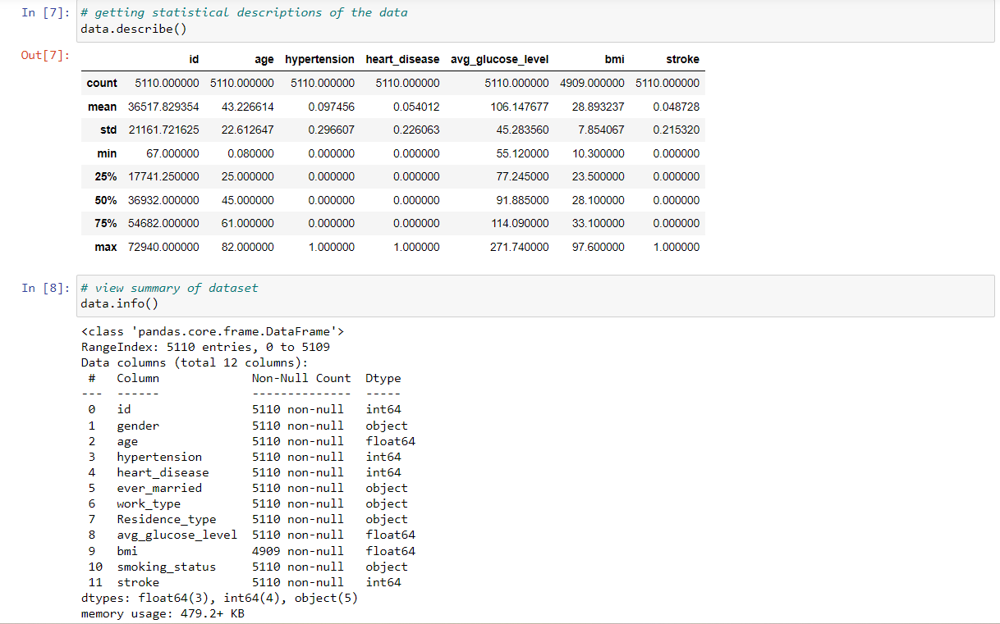 In [7]: # getting statistical descriptions of the data
data.describe()
Out[7]:
id age hypertension heart_disease avg_glucose_level bmi stroke
count 5110.000000 5110.000000 5110.000000 5110.000000 5110.000000 4909.000000 5110.000000
mean 36517.829354 43.226614 0.097456 0.054012 106.147677 28.893237 0.048728
std 21161.721625 22.612647 0.296607 0.226063 45.283560 7.854067 0.215320
min 67.000000 0.080000 0.000000 0.000000 55.120000 10.300000 0.000000
25% 17741.250000 25.000000 0.000000 0.000000 77.245000 23.500000 0.000000
50% 36932.000000 45.000000 0.000000 0.000000 91.885000 28.100000 0.000000
75% 54682.000000 61.000000 0.000000 0.000000 114.090000 33.100000 0.000000
max 72940.000000 82.000000 1.000000 1.000000 271.740000 97.600000 1.000000
In [8]: # view summary of dataset
data.info()
<class 'pandas.core.frame.DataFrame'>
RangeIndex: 5110 entries, 0 to 5109
Data columns (total 12 columns):
# Column Non-Null Count Dtype
--- ------ -------------- -----
0 id 5110 non-null int64
1 gender 5110 non-null object
2 age 5110 non-null float64
3 hypertension 5110 non-null int64
4 heart_disease 5110 non-null int64
5 ever_married 5110 non-null object
6 work_type 5110 non-null object
7 Residence_type 5110 non-null object
8 avg_glucose_level 5110 non-null float64
9 bmi 4909 non-null float64
10 smoking_status 5110 non-null object
11 stroke 5110 non-null int64
dtypes: float64(3), int64(4), object(5)
memory usage: 479.2+ KB